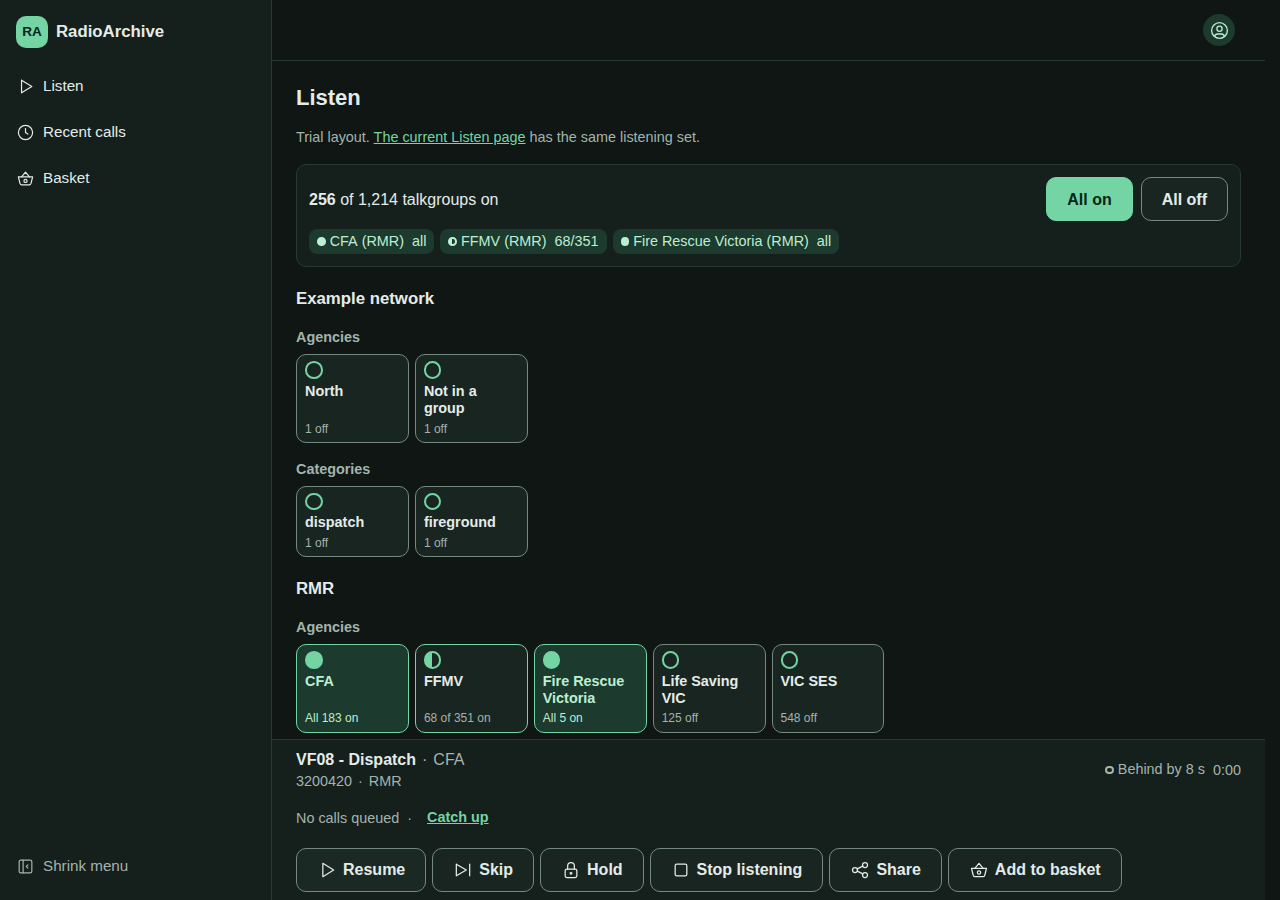 RA RadioArchive
Listen
Recent calls
Basket
Shrink menu
Listen
Trial layout. The current Listen page has the same listening set.
256 of 1,214 talkgroups on
All on
All off
CFA (RMR) all
FFMV (RMR) 68/351
Fire Rescue Victoria (RMR) all
Example network
Agencies
North
1 off
Not in a
group
1 off
Categories
dispatch
1 off
fireground
1 off
RMR
Agencies
CFA
All 183 on
FFMV
68 of 351 on
Fire Rescue
Victoria
All 5 on
Life Saving
VIC
125 off
VIC SES
548 off
VF08 - Dispatch · CFA
3200420 · RMR
Behind by 8 s 0:00
No calls queued · Catch up
Resume
Skip
Hold
Stop listening
Share
Add to basket